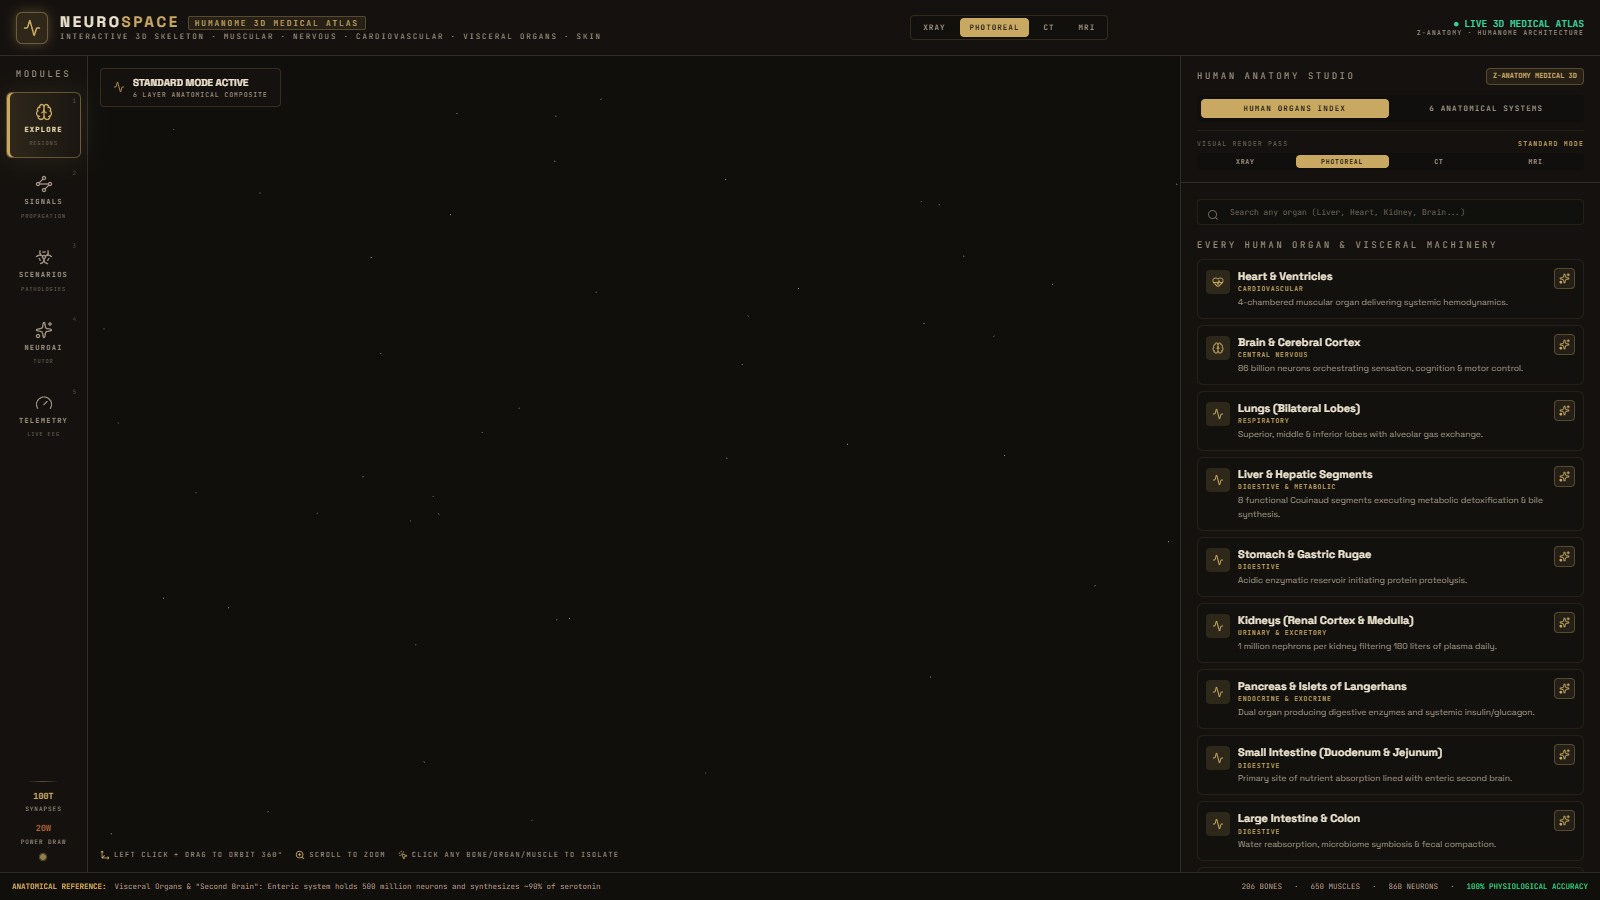 NEUROSPACE HUMANOME 3D MEDICAL ATLAS
INTERACTIVE 3D SKELETON · MUSCULAR · NERVOUS · CARDIOVASCULAR · VISCERAL ORGANS · SKIN
XRAY PHOTOREAL CT MRI
● LIVE 3D MEDICAL ATLAS
Z-ANATOMY · HUMANOME ARCHITECTURE
MODULES
1
EXPLORE
REGIONS
2
SIGNALS
PROPAGATION
3
SCENARIOS
PATHOLOGIES
4
NEUROAI
TUTOR
5
TELEMETRY
LIVE EEG
100T
SYNAPSES
20W
POWER DRAW
STANDARD MODE ACTIVE
6 LAYER ANATOMICAL COMPOSITE
LEFT CLICK + DRAG TO ORBIT 360° SCROLL TO ZOOM CLICK ANY BONE/ORGAN/MUSCLE TO ISOLATE
HUMAN ANATOMY STUDIO Z-ANATOMY MEDICAL 3D
HUMAN ORGANS INDEX 6 ANATOMICAL SYSTEMS
VISUAL RENDER PASS STANDARD MODE
XRAY PHOTOREAL CT MRI
Search any organ (Liver, Heart, Kidney, Brain...)
EVERY HUMAN ORGAN & VISCERAL MACHINERY
Heart & Ventricles
CARDIOVASCULAR
4-chambered muscular organ delivering systemic hemodynamics.
Brain & Cerebral Cortex
CENTRAL NERVOUS
86 billion neurons orchestrating sensation, cognition & motor control.
Lungs (Bilateral Lobes)
RESPIRATORY
Superior, middle & inferior lobes with alveolar gas exchange.
Liver & Hepatic Segments
DIGESTIVE & METABOLIC
8 functional Couinaud segments executing metabolic detoxification & bile
synthesis.
Stomach & Gastric Rugae
DIGESTIVE
Acidic enzymatic reservoir initiating protein proteolysis.
Kidneys (Renal Cortex & Medulla)
URINARY & EXCRETORY
1 million nephrons per kidney filtering 180 liters of plasma daily.
Pancreas & Islets of Langerhans
ENDOCRINE & EXOCRINE
Dual organ producing digestive enzymes and systemic insulin/glucagon.
Small Intestine (Duodenum & Jejunum)
DIGESTIVE
Primary site of nutrient absorption lined with enteric second brain.
Large Intestine & Colon
DIGESTIVE
Water reabsorption, microbiome symbiosis & fecal compaction.
ANATOMICAL REFERENCE: Visceral Organs & "Second Brain": Enteric system holds 500 million neurons and synthesizes ~90% of serotonin
206 BONES · 650 MUSCLES · 86B NEURONS · 100% PHYSIOLOGICAL ACCURACY